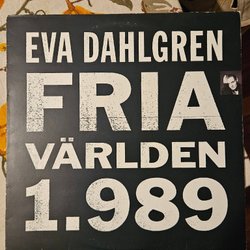 EVA DAHLGREN
FRIA
VÄRLDEN
1.989